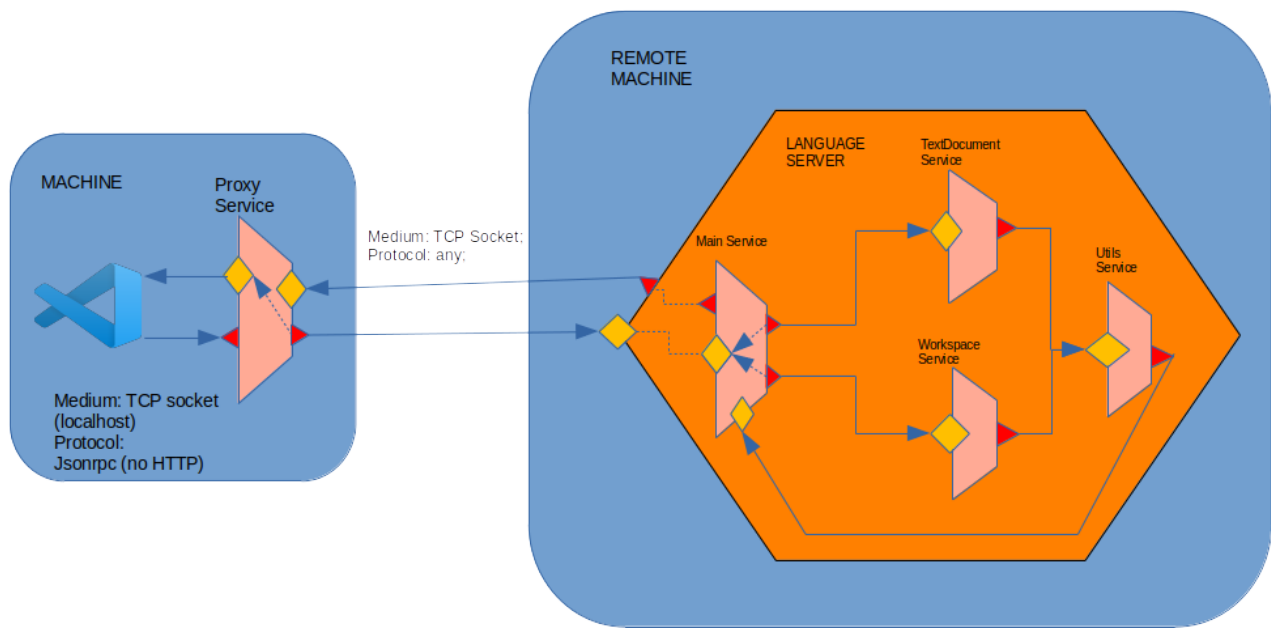 MACHINE
Proxy
Service
Medium: TCP socket
(localhost)
Protocol:
Jsonrpc (no HTTP)
Medium: TCP Socket;
Protocol: any;
REMOTE
MACHINE
LANGUAGE
SERVER
Main Service
TextDocument
Service
Workspace
Service
Utils
Service